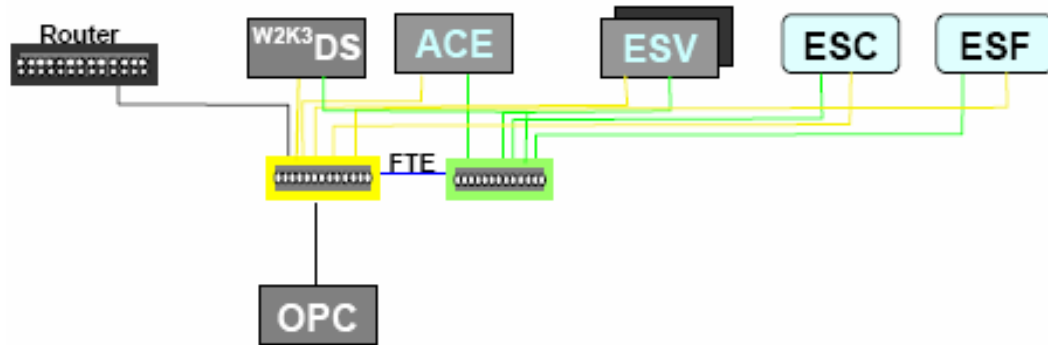 Router
W2K3DS
ACE
ESV
ESC
ESF
FTE
OPC